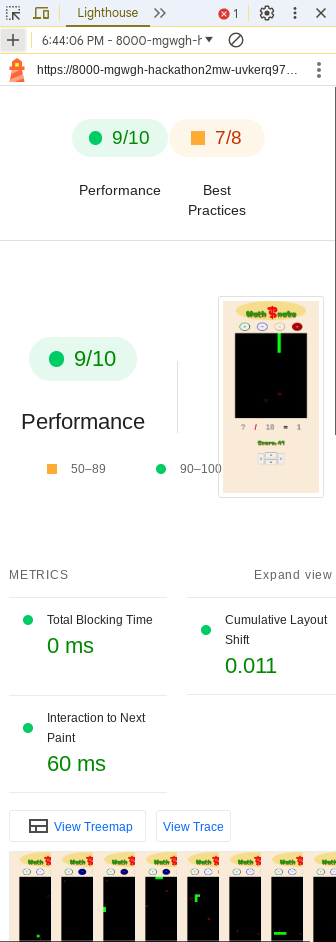 Lighthouse
1
6:44:06 PM - 8000-mgwgh-h
https://8000-mgwgh-hackathon2mw-uvkerq97...
9/10
7/8
Performance
Best
Practices
9/10
Performance
50–89
90–100
Math $nake
? / 18 = 1
Score: 41
METRICS
Expand view
Total Blocking Time
0 ms
Cumulative Layout
Shift
0.011
Interaction to Next
Paint
60 ms
View Treemap
View Trace